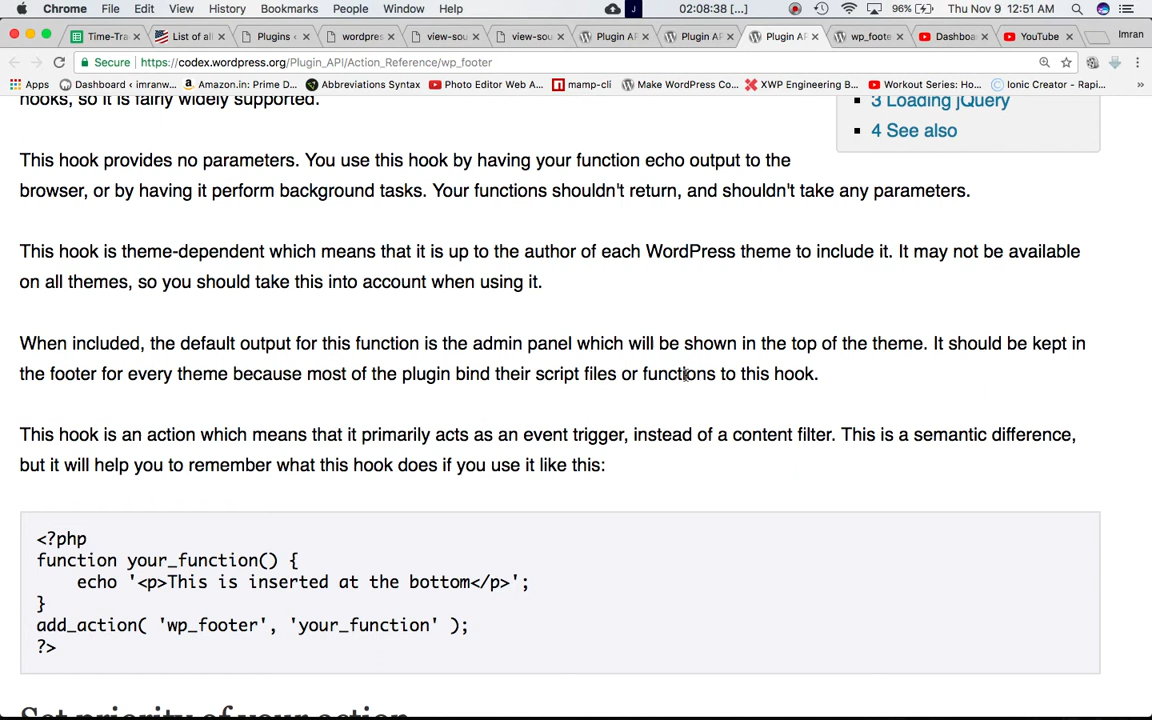 Chrome File Edit View History Bookmarks People Window Help J 02:08:38 [...] 96% Thu Nov 9 12:51 AM
Time-Tra List of all Plugins < wordpres view-sou view-sou Plugin AP Plugin AP Plugin AP wp_foote Dashboa YouTube Imran
Secure https://codex.wordpress.org/Plugin_API/Action_Reference/wp_footer
Apps Dashboard ‹ imranw... Amazon.in: Prime D... Abbreviations Syntax Photo Editor Web A... mamp-cli Make WordPress Co... XWP Engineering B... Workout Series: Ho... Ionic Creator - Rapi... »
hooks, so it is fairly widely supported.
3 Loading jQuery
4 See also
This hook provides no parameters. You use this hook by having your function echo output to the
browser, or by having it perform background tasks. Your functions shouldn't return, and shouldn't take any parameters.
This hook is theme-dependent which means that it is up to the author of each WordPress theme to include it. It may not be available
on all themes, so you should take this into account when using it.
When included, the default output for this function is the admin panel which will be shown in the top of the theme. It should be kept in
the footer for every theme because most of the plugin bind their script files or functions to this hook.
This hook is an action which means that it primarily acts as an event trigger, instead of a content filter. This is a semantic difference,
but it will help you to remember what this hook does if you use it like this:
<?php
function your_function() {
echo '<p>This is inserted at the bottom</p>';
}
add_action( 'wp_footer', 'your_function' );
?>
Set priority of your action